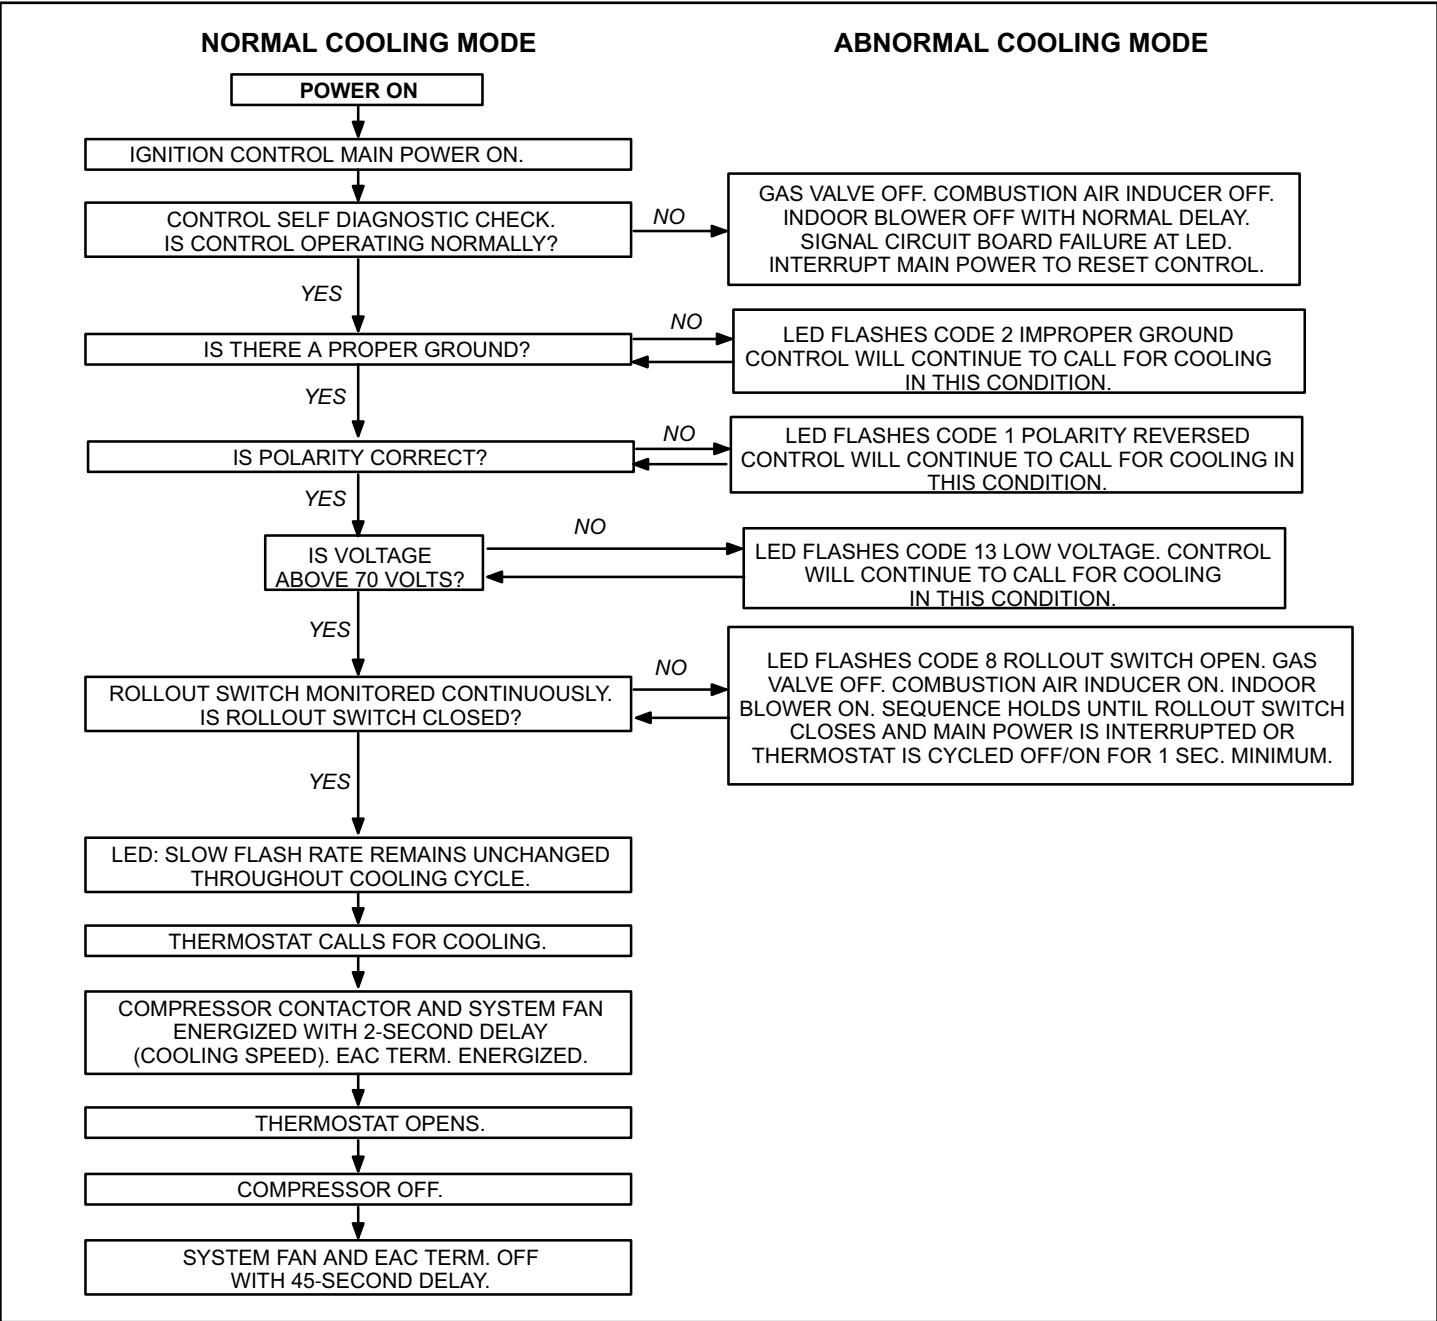 NORMAL COOLING MODE
ABNORMAL COOLING MODE
POWER ON
IGNITION CONTROL MAIN POWER ON.
CONTROL SELF DIAGNOSTIC CHECK.
IS CONTROL OPERATING NORMALLY?
NO
GAS VALVE OFF. COMBUSTION AIR INDUCER OFF.
INDOOR BLOWER OFF WITH NORMAL DELAY.
SIGNAL CIRCUIT BOARD FAILURE AT LED.
INTERRUPT MAIN POWER TO RESET CONTROL.
YES
IS THERE A PROPER GROUND?
NO
LED FLASHES CODE 2 IMPROPER GROUND
CONTROL WILL CONTINUE TO CALL FOR COOLING
IN THIS CONDITION.
YES
IS POLARITY CORRECT?
NO
LED FLASHES CODE 1 POLARITY REVERSED
CONTROL WILL CONTINUE TO CALL FOR COOLING IN
THIS CONDITION.
YES
IS VOLTAGE
ABOVE 70 VOLTS?
NO
LED FLASHES CODE 13 LOW VOLTAGE. CONTROL
WILL CONTINUE TO CALL FOR COOLING
IN THIS CONDITION.
YES
ROLLOUT SWITCH MONITORED CONTINUOUSLY.
IS ROLLOUT SWITCH CLOSED?
NO
LED FLASHES CODE 8 ROLLOUT SWITCH OPEN. GAS
VALVE OFF. COMBUSTION AIR INDUCER ON. INDOOR
BLOWER ON. SEQUENCE HOLDS UNTIL ROLLOUT SWITCH
CLOSES AND MAIN POWER IS INTERRUPTED OR
THERMOSTAT IS CYCLED OFF/ON FOR 1 SEC. MINIMUM.
YES
LED: SLOW FLASH RATE REMAINS UNCHANGED
THROUGHOUT COOLING CYCLE.
THERMOSTAT CALLS FOR COOLING.
COMPRESSOR CONTACTOR AND SYSTEM FAN
ENERGIZED WITH 2-SECOND DELAY
(COOLING SPEED). EAC TERM. ENERGIZED.
THERMOSTAT OPENS.
COMPRESSOR OFF.
SYSTEM FAN AND EAC TERM. OFF
WITH 45-SECOND DELAY.